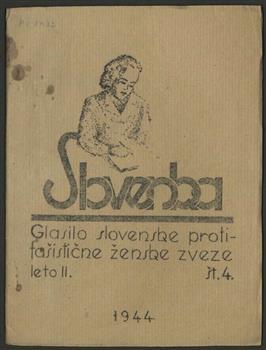 Slovenka
Glasilo slovenske proti-
fašistične ženske zveze
leto II. št. 4.
1944